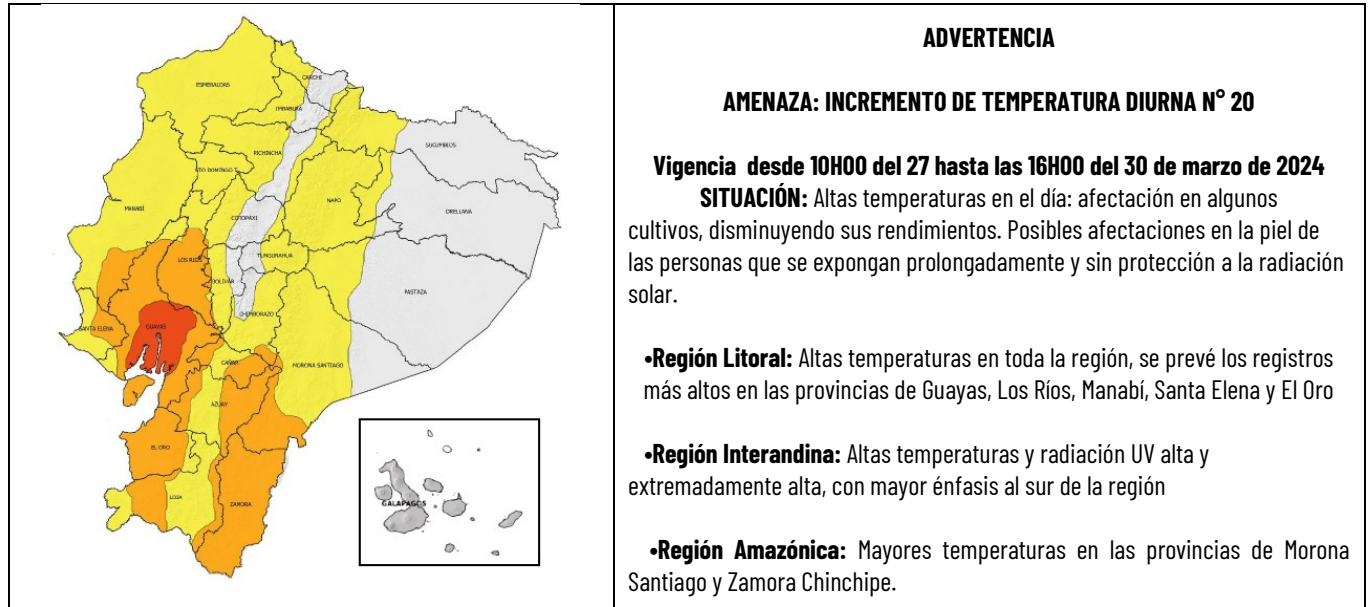 CARCHI
ESMERALDAS
IMBABURA
SUCUMBIOS
PICHINCHA
STO. DOMINGO
NAPO
MANABÍ
ORELLANA
COTOPAXI
LOS RÍOS
TUNGURAHUA
BOLÍVAR
PASTAZA
CHIMBORAZO
SANTA ELENA
GUAYAS
CAÑAR
MORONA SANTIAGO
AZUAY
EL ORO
LOJA
ZAMORA
GALAPAGOS
ADVERTENCIA
AMENAZA: INCREMENTO DE TEMPERATURA DIURNA N° 20
Vigencia desde 10H00 del 27 hasta las 16H00 del 30 de marzo de 2024
SITUACIÓN: Altas temperaturas en el día: afectación en algunos
cultivos, disminuyendo sus rendimientos. Posibles afectaciones en la piel de
las personas que se expongan prolongadamente y sin protección a la radiación
solar.
•Región Litoral: Altas temperaturas en toda la región, se prevé los registros
más altos en las provincias de Guayas, Los Ríos, Manabí, Santa Elena y El Oro
•Región Interandina: Altas temperaturas y radiación UV alta y
extremadamente alta, con mayor énfasis al sur de la región
•Región Amazónica: Mayores temperaturas en las provincias de Morona
Santiago y Zamora Chinchipe.